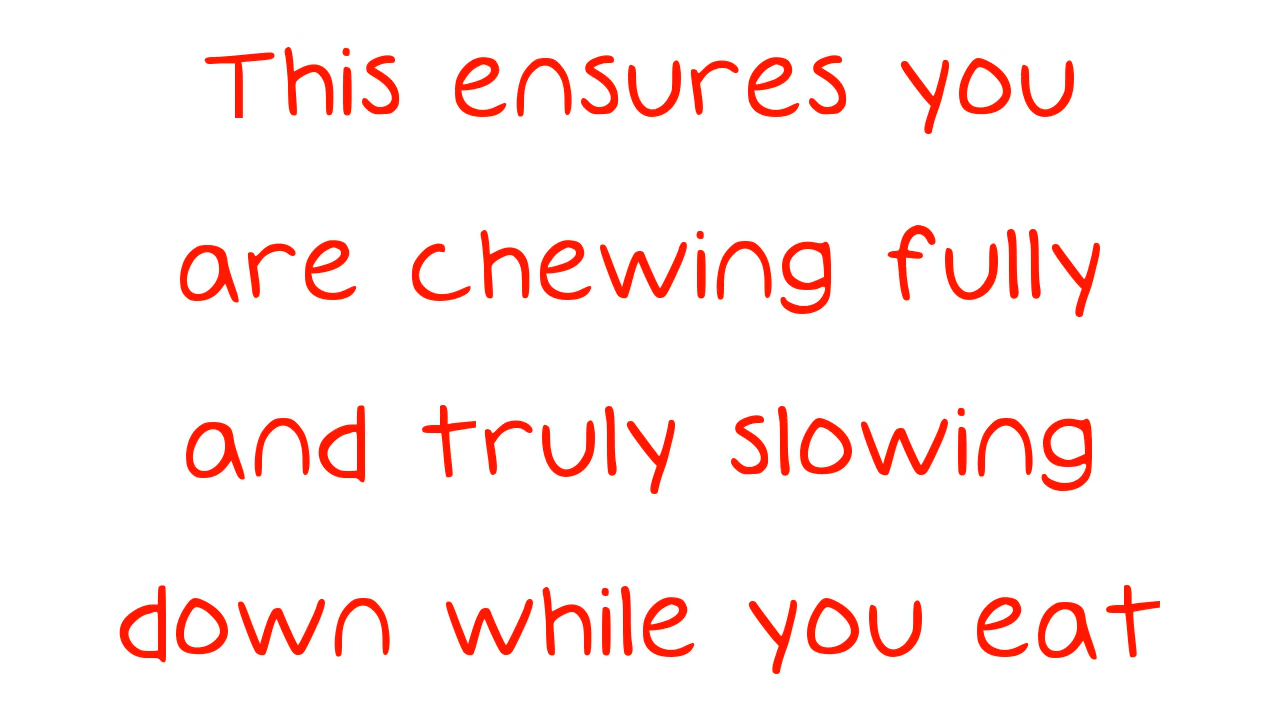 This ensures you
are chewing fully
and truly slowing
down while you eat